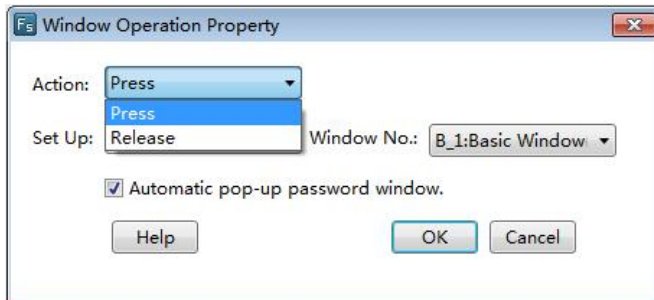 Fs Window Operation Property
Action: Press
Press
Set Up: Release Window No.: B_1:Basic Window
Automatic pop-up password window.
Help OK Cancel